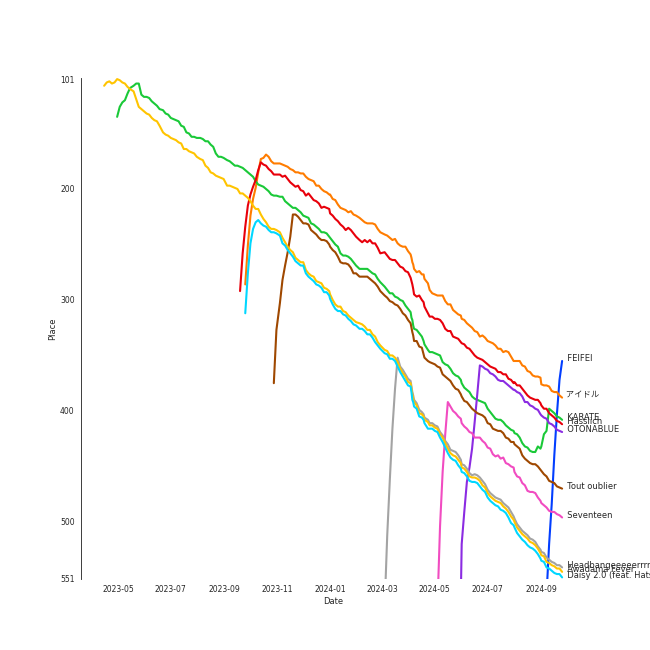 101
200
300
400
500
551
Place
2023-05 2023-07 2023-09 2023-11 2024-01 2024-03 2024-05 2024-07 2024-09
Date
FEIFEI
アイドル
KARATE
Hässlich
OTONABLUE
Tout oublier
Seventeen
Headbangeeeeerrrr
Awadama Fever
Daisy 2.0 (feat. Hats